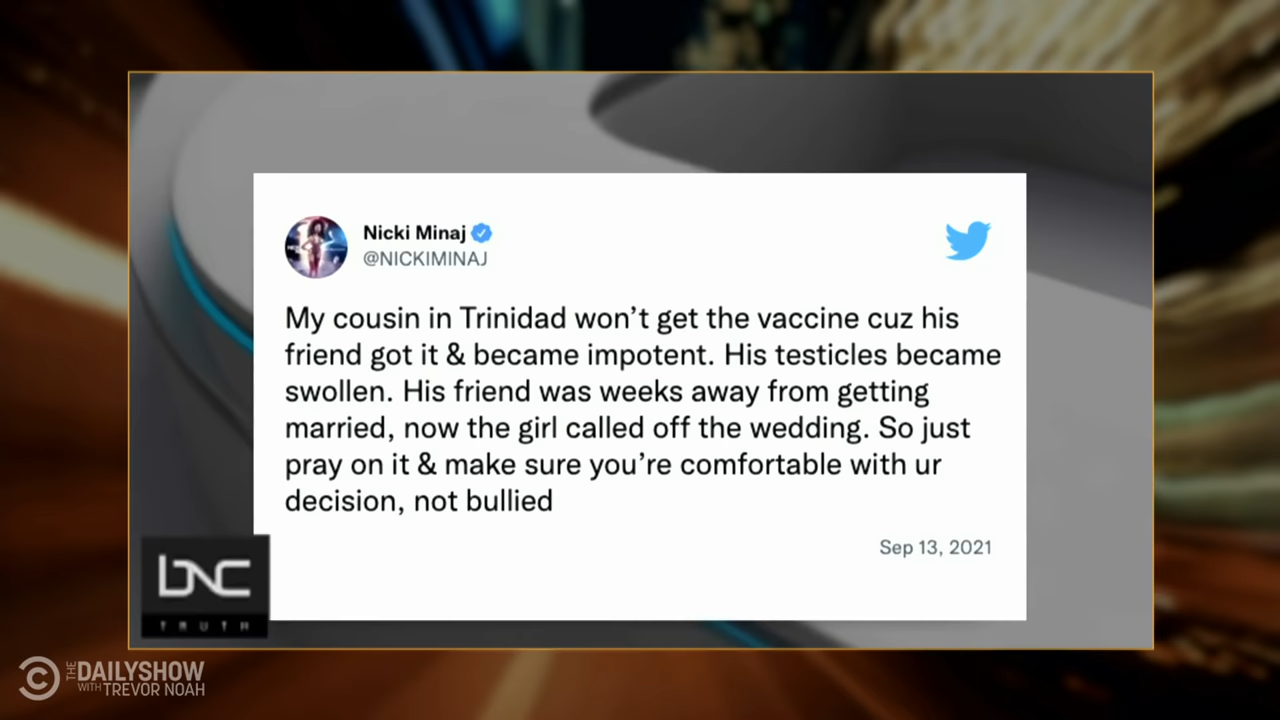 Nicki Minaj
@NICKIMINAJ
My cousin in Trinidad won’t get the vaccine cuz his
friend got it & became impotent. His testicles became
swollen. His friend was weeks away from getting
married, now the girl called off the wedding. So just
pray on it & make sure you’re comfortable with ur
decision, not bullied
Sep 13, 2021
bnc
TRUTH
THE DAILYSHOW
WITH TREVOR NOAH